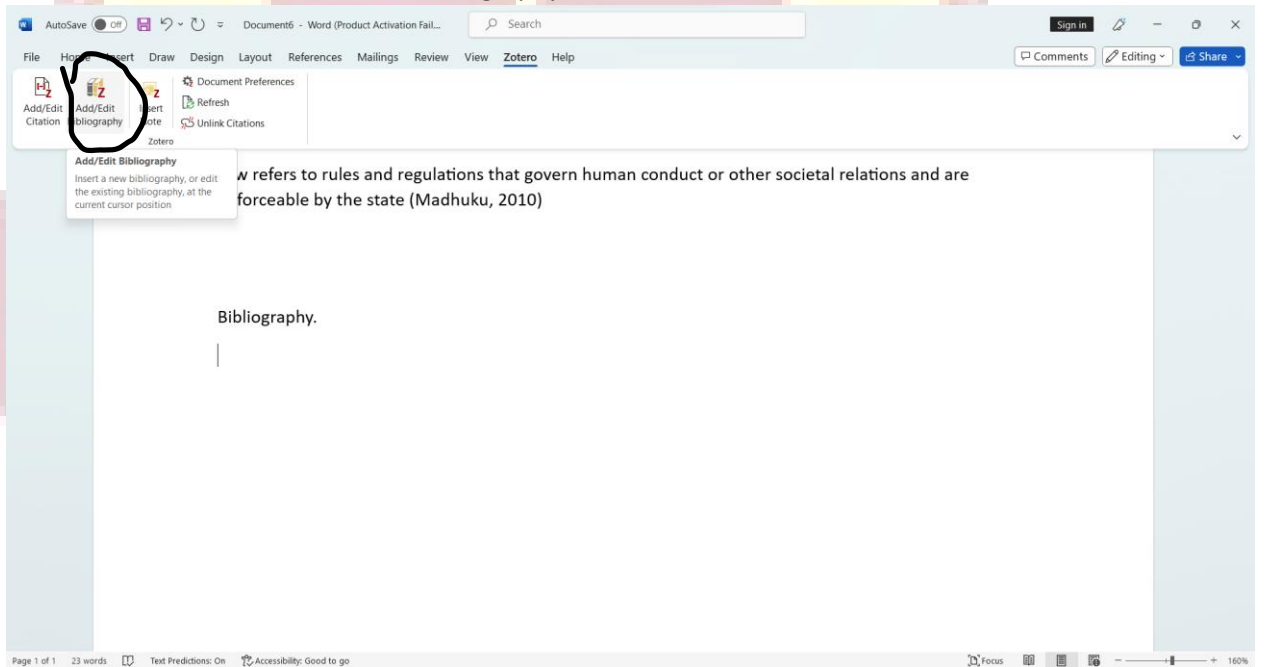 AutoSave Off Document6 - Word (Product Activation Fail... Search Sign in
File Home Insert Draw Design Layout References Mailings Review View Zotero Help Comments Editing Share
Add/Edit Citation
Add/Edit Bibliography
Insert Note
Document Preferences
Refresh
Unlink Citations
Zotero
Add/Edit Bibliography
Insert a new bibliography, or edit
the existing bibliography, at the
current cursor position
w refers to rules and regulations that govern human conduct or other societal relations and are
forceable by the state (Madhuku, 2010)
Bibliography.
Page 1 of 1 23 words Text Predictions: On Accessibility: Good to go Focus 160%